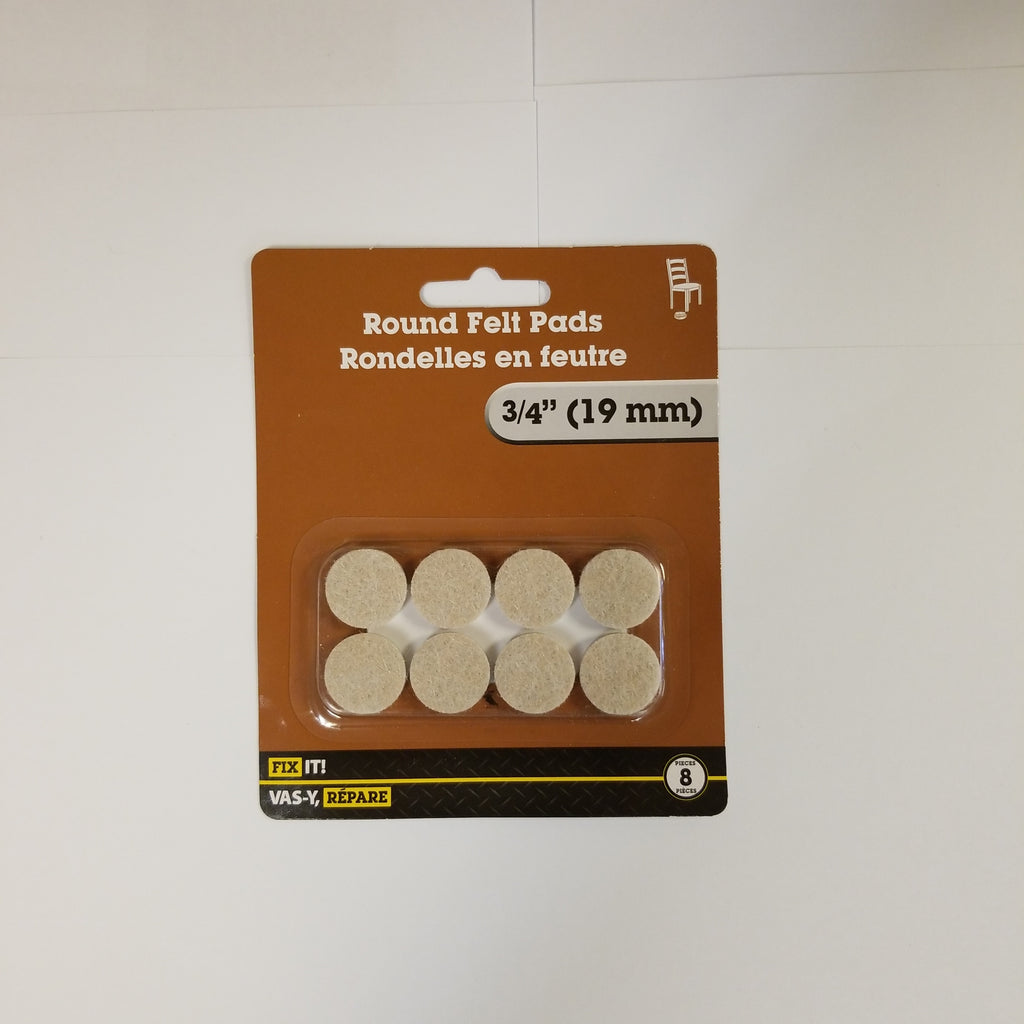 Round Felt Pads
Rondelles en feutre
3/4” (19 mm)
FIX IT!
VAS-Y, RÉPARE
PIECES
8
PIÈCES